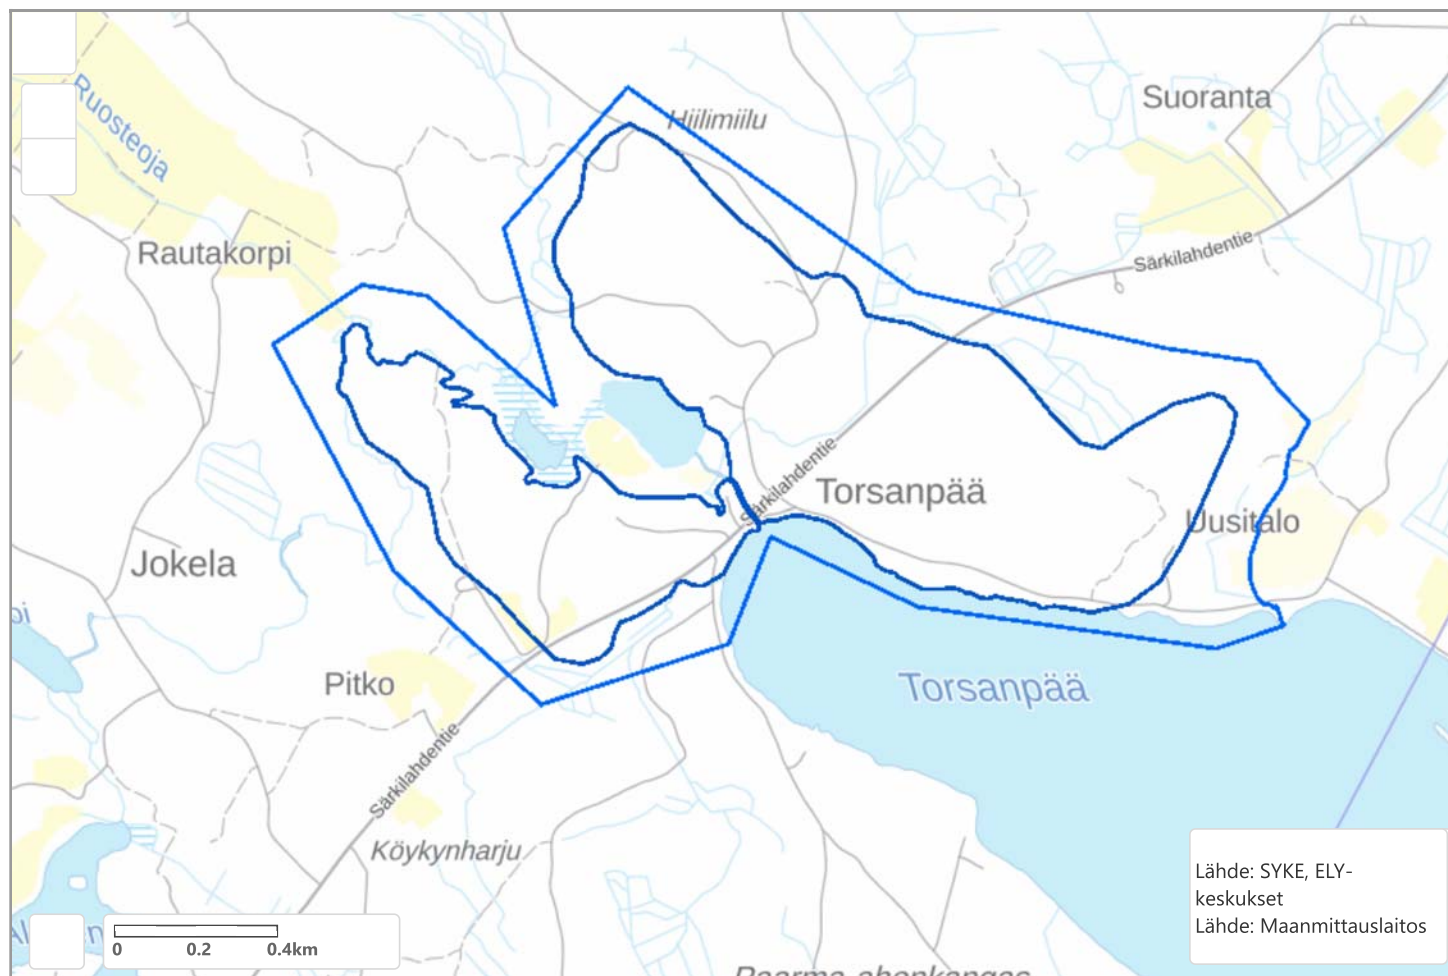 Ruosteoja
Hiilimiilu
Suoranta
Rautakorpi
Särkilahdentie
Särkilahdentie
Torsanpää
Uusitalo
Jokela
Torsanpää
Pitko
Särkilahdentie
Köykynharju
Lähde: SYKE, ELY-
keskukset
Lähde: Maanmittauslaitos
0 0.2 0.4km